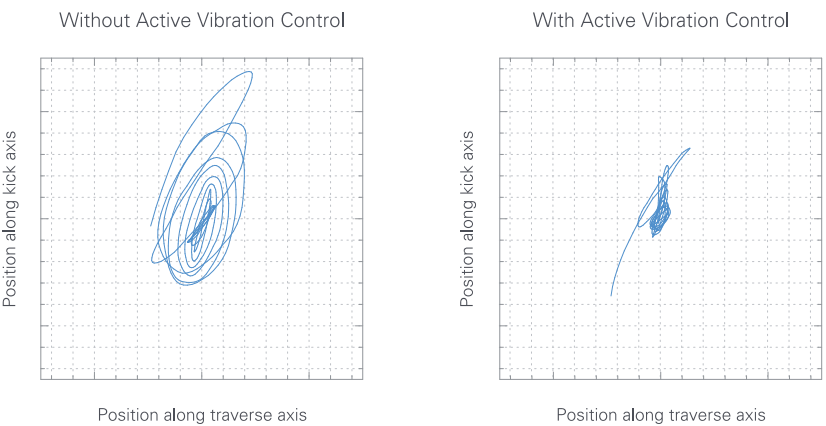 Without Active Vibration Control
With Active Vibration Control
Position along kick axis
Position along kick axis
Position along traverse axis
Position along traverse axis